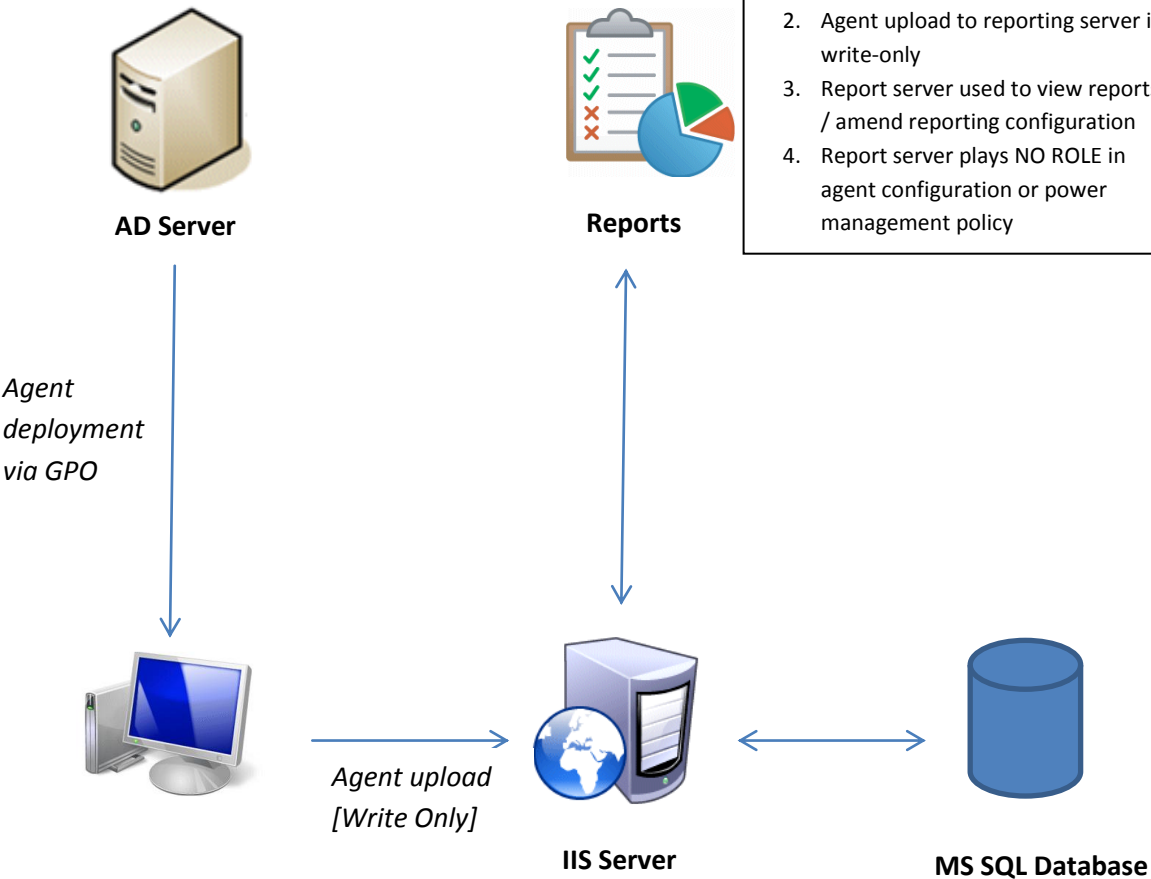 2. Agent upload to reporting server i
write-only
3. Report server used to view report
/ amend reporting configuration
4. Report server plays NO ROLE in
agent configuration or power
management policy
AD Server
Reports
Agent
deployment
via GPO
Agent upload
[Write Only]
IIS Server
MS SQL Database